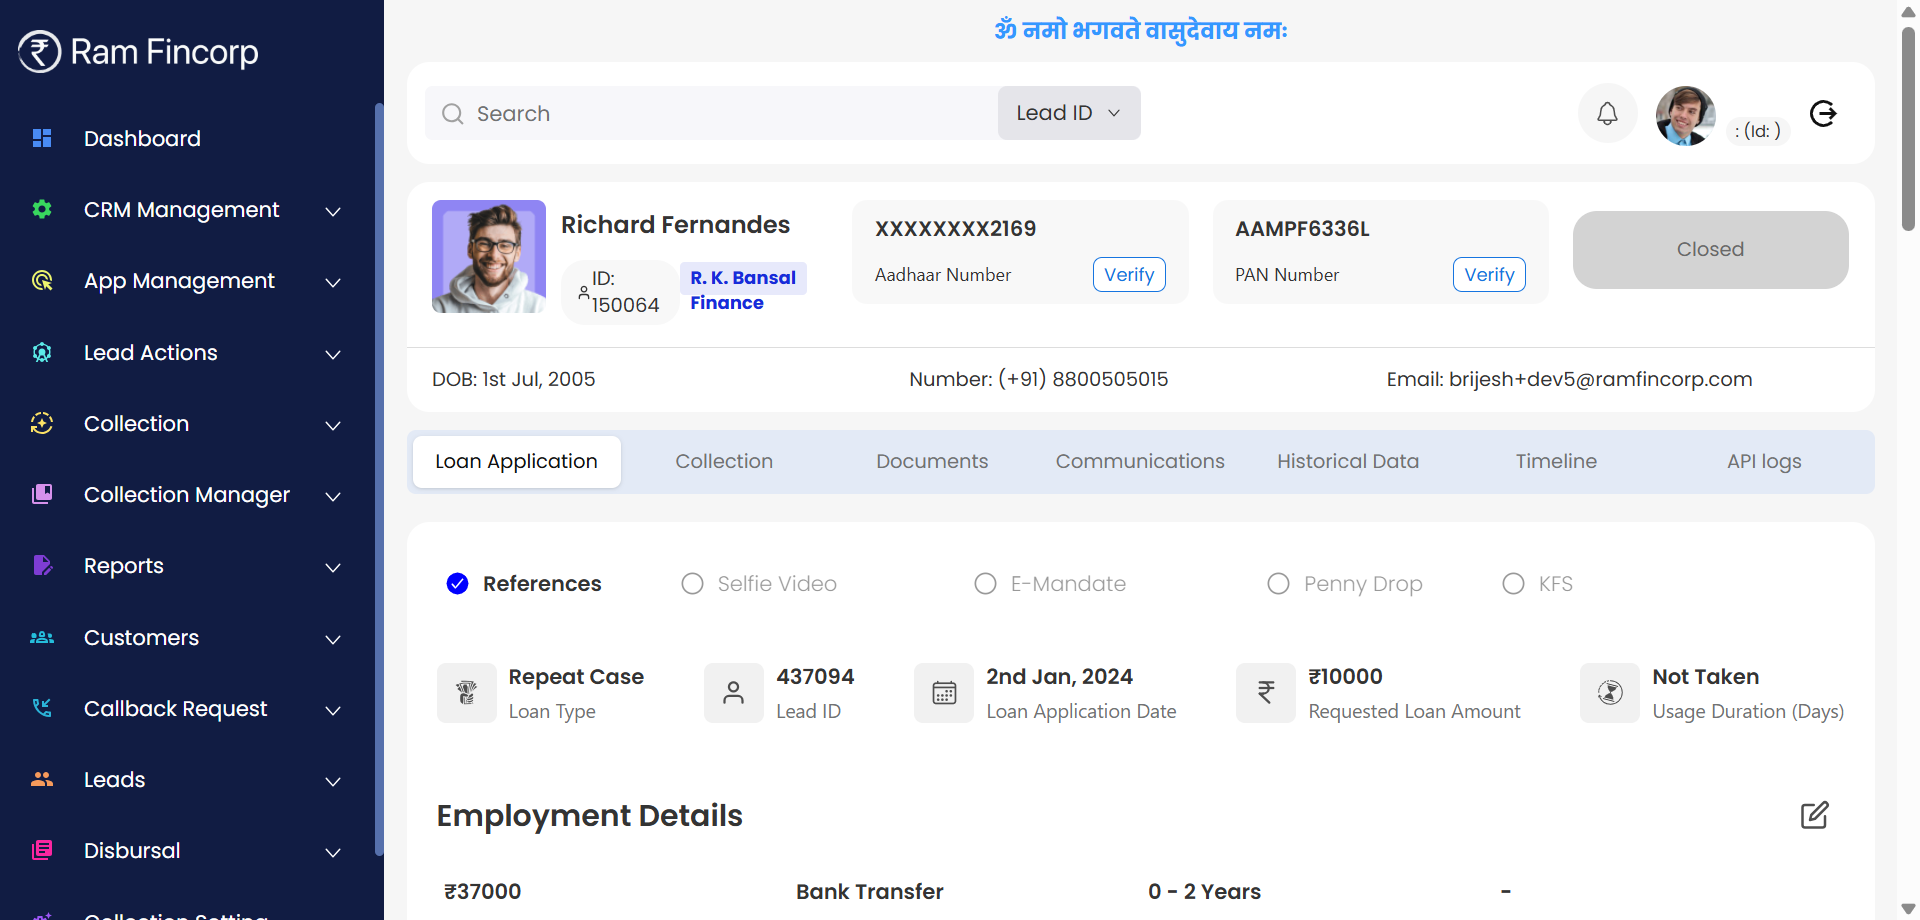 Ram Fincorp
Dashboard
CRM Management
App Management
Lead Actions
Collection
Collection Manager
Reports
Customers
Callback Request
Leads
Disbursal
Collection Setting
ॐ नमो भगवते वासुदेवाय नमः
Search
Lead ID
: (Id: )
Richard Fernandes
ID:
150064
R. K. Bansal
Finance
XXXXXXXX2169
Aadhaar Number
Verify
AAMPF6336L
PAN Number
Verify
Closed
DOB: 1st Jul, 2005
Number: (+91) 8800505015
Email: brijesh+dev5@ramfincorp.com
Loan Application
Collection
Documents
Communications
Historical Data
Timeline
API logs
References
Selfie Video
E-Mandate
Penny Drop
KFS
Repeat Case
Loan Type
437094
Lead ID
2nd Jan, 2024
Loan Application Date
₹10000
Requested Loan Amount
Not Taken
Usage Duration (Days)
Employment Details
₹37000
Bank Transfer
0 - 2 Years
-